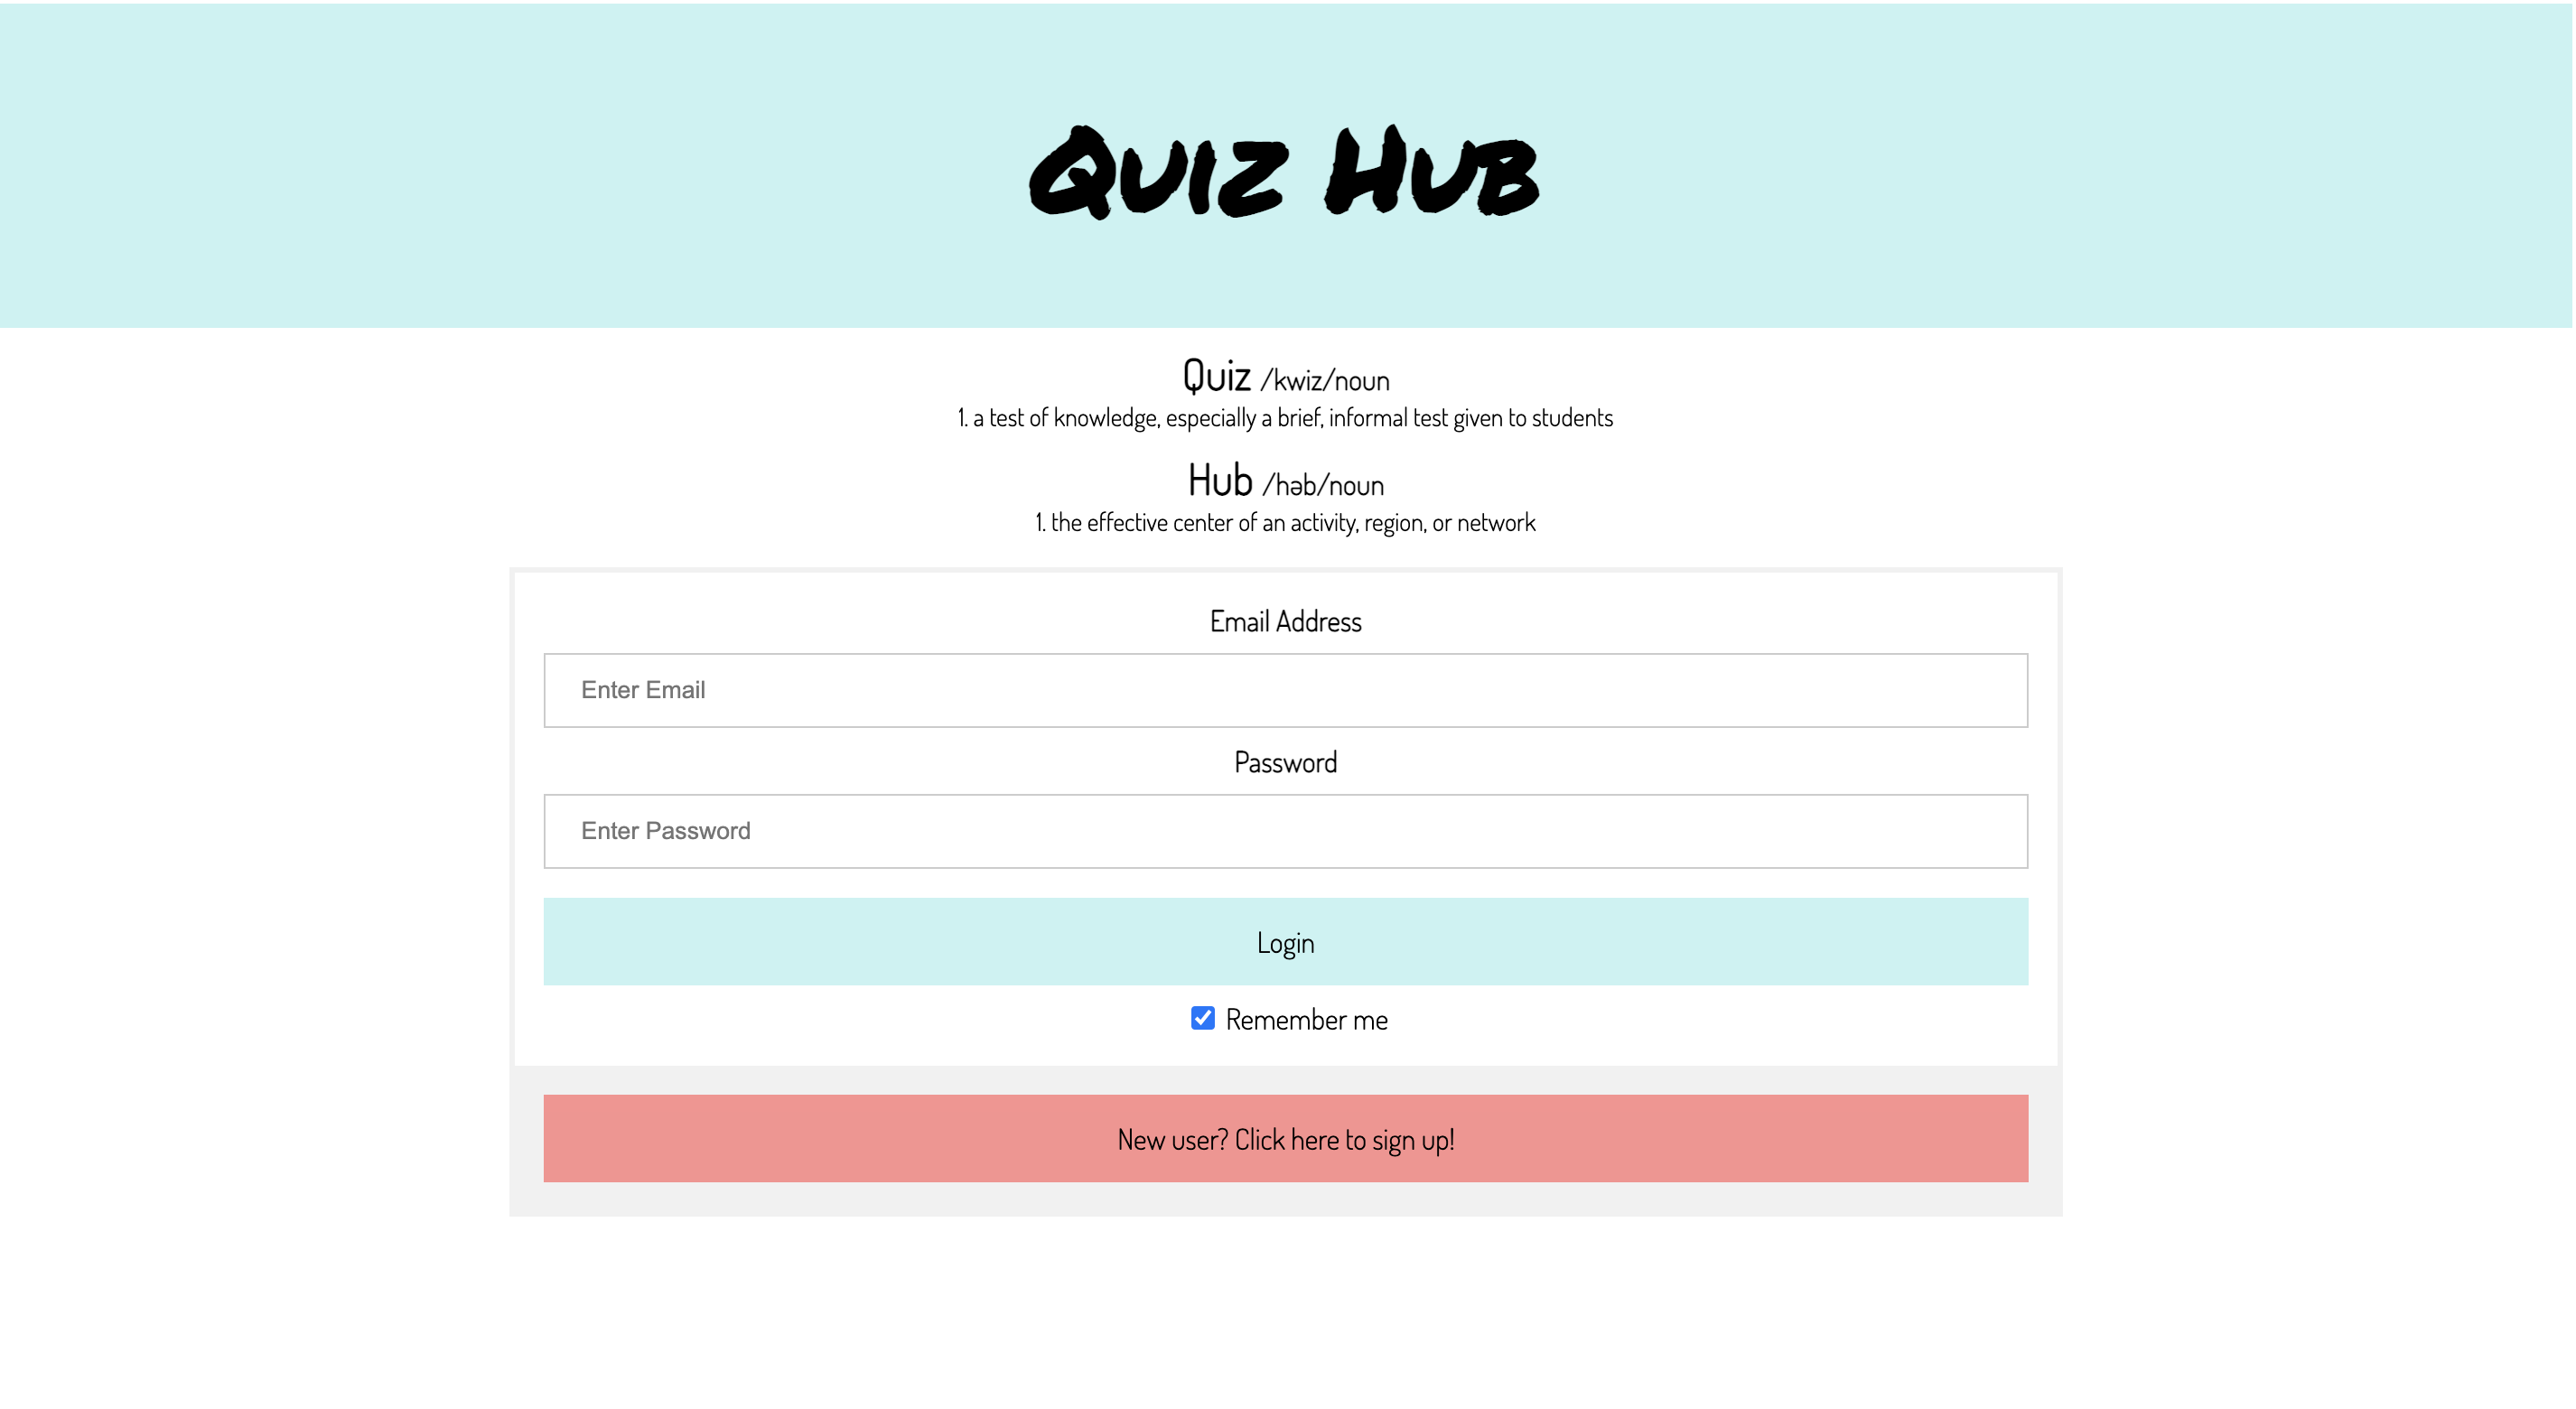 Quiz Hub
Quiz /kwiz/noun
1. a test of knowledge, especially a brief, informal test given to students
Hub /həb/noun
1. the effective center of an activity, region, or network
Email Address
Enter Email
Password
Enter Password
Login
Remember me
New user? Click here to sign up!